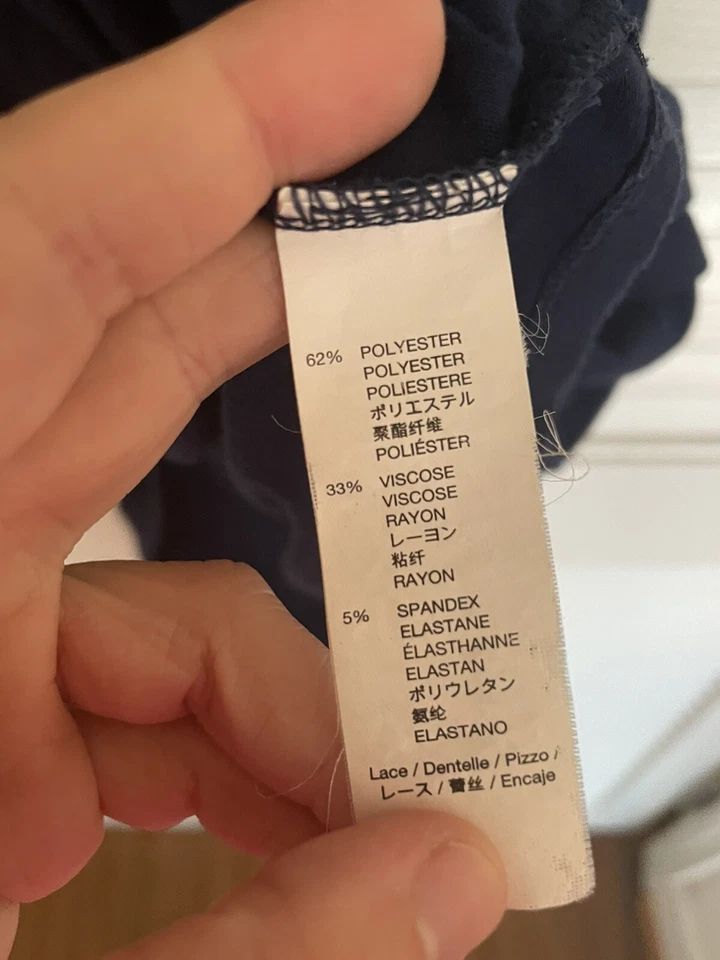 62% POLYESTER
POLYESTER
POLIESTERE
ポリエステル
聚酯纤维
POLIÉSTER
33% VISCOSE
VISCOSE
RAYON
レーヨン
粘纤
RAYON
5% SPANDEX
ELASTANE
ÉLASTHANNE
ELASTAN
ポリウレタン
氨纶
ELASTANO
Lace / Dentelle / Pizzo /
レース / 蕾丝 / Encaje